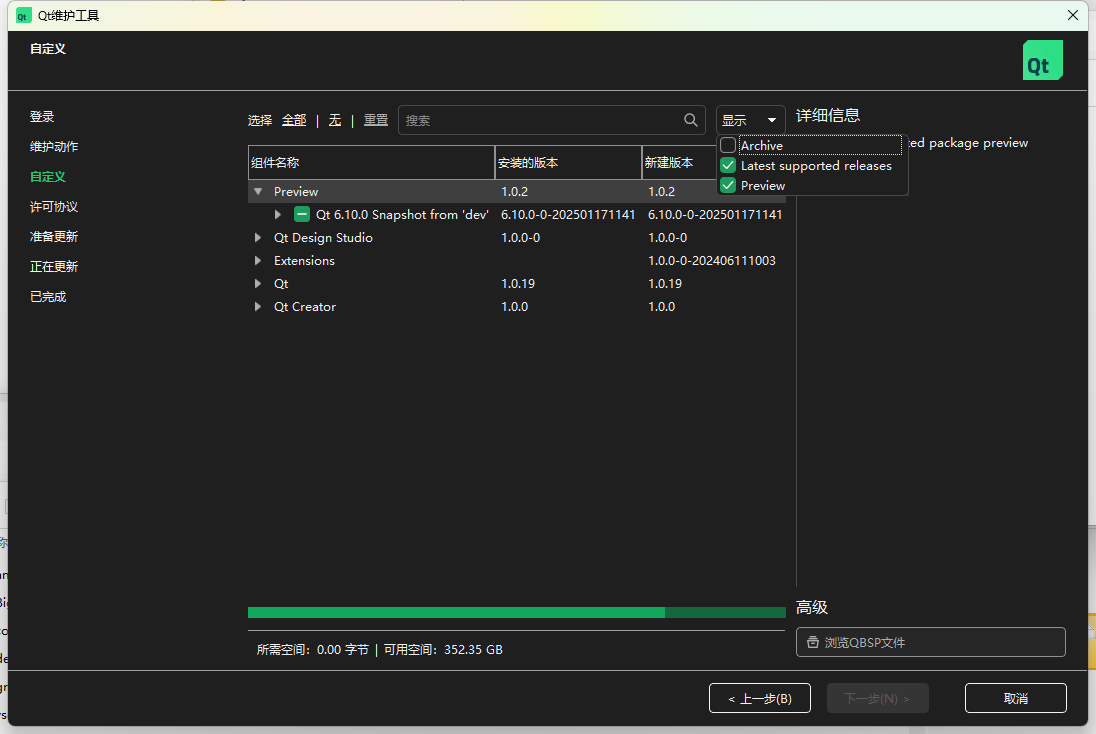 Qt维护工具
自定义
Qt
登录
维护动作
自定义
许可协议
准备更新
正在更新
已完成
选择 全部 | 无 | 重置
搜索
显示
Archive
Latest supported releases
Preview
组件名称 安装的版本 新建版本
Preview 1.0.2 1.0.2
Qt 6.10.0 Snapshot from 'dev' 6.10.0-0-202501171141 6.10.0-0-202501171141
Qt Design Studio 1.0.0-0 1.0.0-0
Extensions 1.0.0-0-202406111003
Qt 1.0.19 1.0.19
Qt Creator 1.0.0 1.0.0
所需空间: 0.00 字节 | 可用空间: 352.35 GB
详细信息
package preview
高级
浏览QBSP文件
< 上一步(B)
下一步(N) >
取消